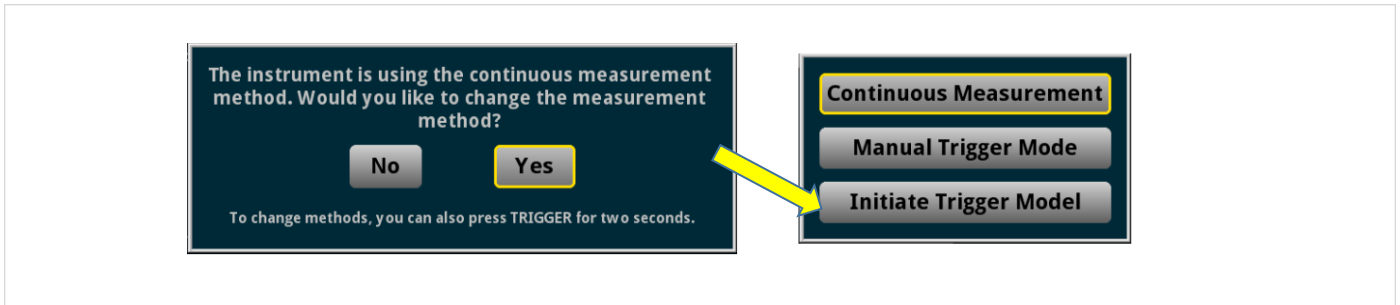 The instrument is using the continuous measurement
method. Would you like to change the measurement
method?
No
Yes
To change methods, you can also press TRIGGER for two seconds.
Continuous Measurement
Manual Trigger Mode
Initiate Trigger Model